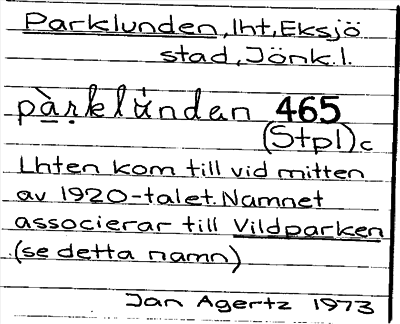 Parklunden, lht, Eksjö
stad, Jönk.l.
pàrklúndan 465
(Stpl)c
Lhten kom till vid mitten
av 1920-talet. Namnet
associerar till Vildparken
(se detta namn)
Jan Agertz 1973